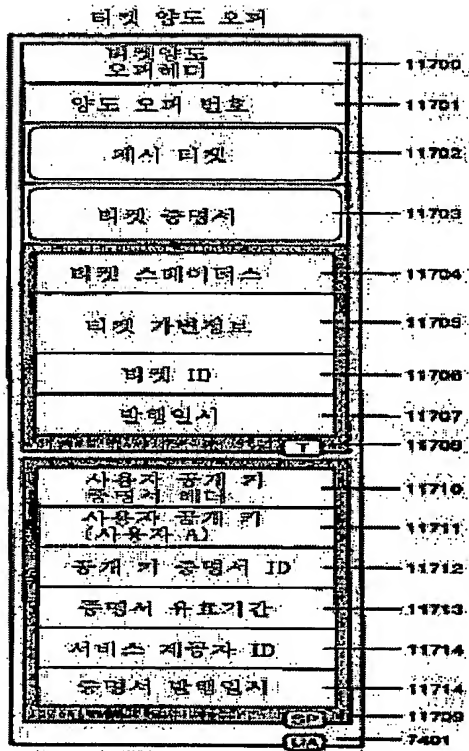 티켓 양도 오퍼
티켓양도
오퍼헤더
11700
양도 오퍼 번호
11701
제시 티켓
11702
티켓 증명서
11703
티켓 스테이터스
11704
티켓 가변정보
11705
티켓 ID
11706
발행일시
11707
T
11708
사용자 공개 키
증명서 헤더
11710
사용자 공개 키
(사용자 A)
11711
공개 키 증명서 ID
11712
증명서 유효기간
11713
서비스 제공자 ID
11714
증명서 발행일시
11714
SP
11709
UA
7401